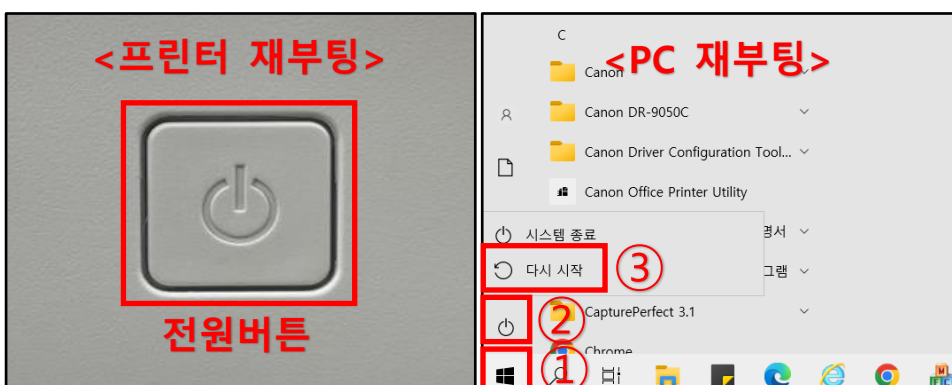 <프린터 재부팅>
전원버튼
<PC 재부팅>
C
Canon
Canon DR-9050C
Canon Driver Configuration Tool...
Canon Office Printer Utility
시스템 종료
명서
다시 시작
③
그램
②
CapturePerfect 3.1
Chrome
①